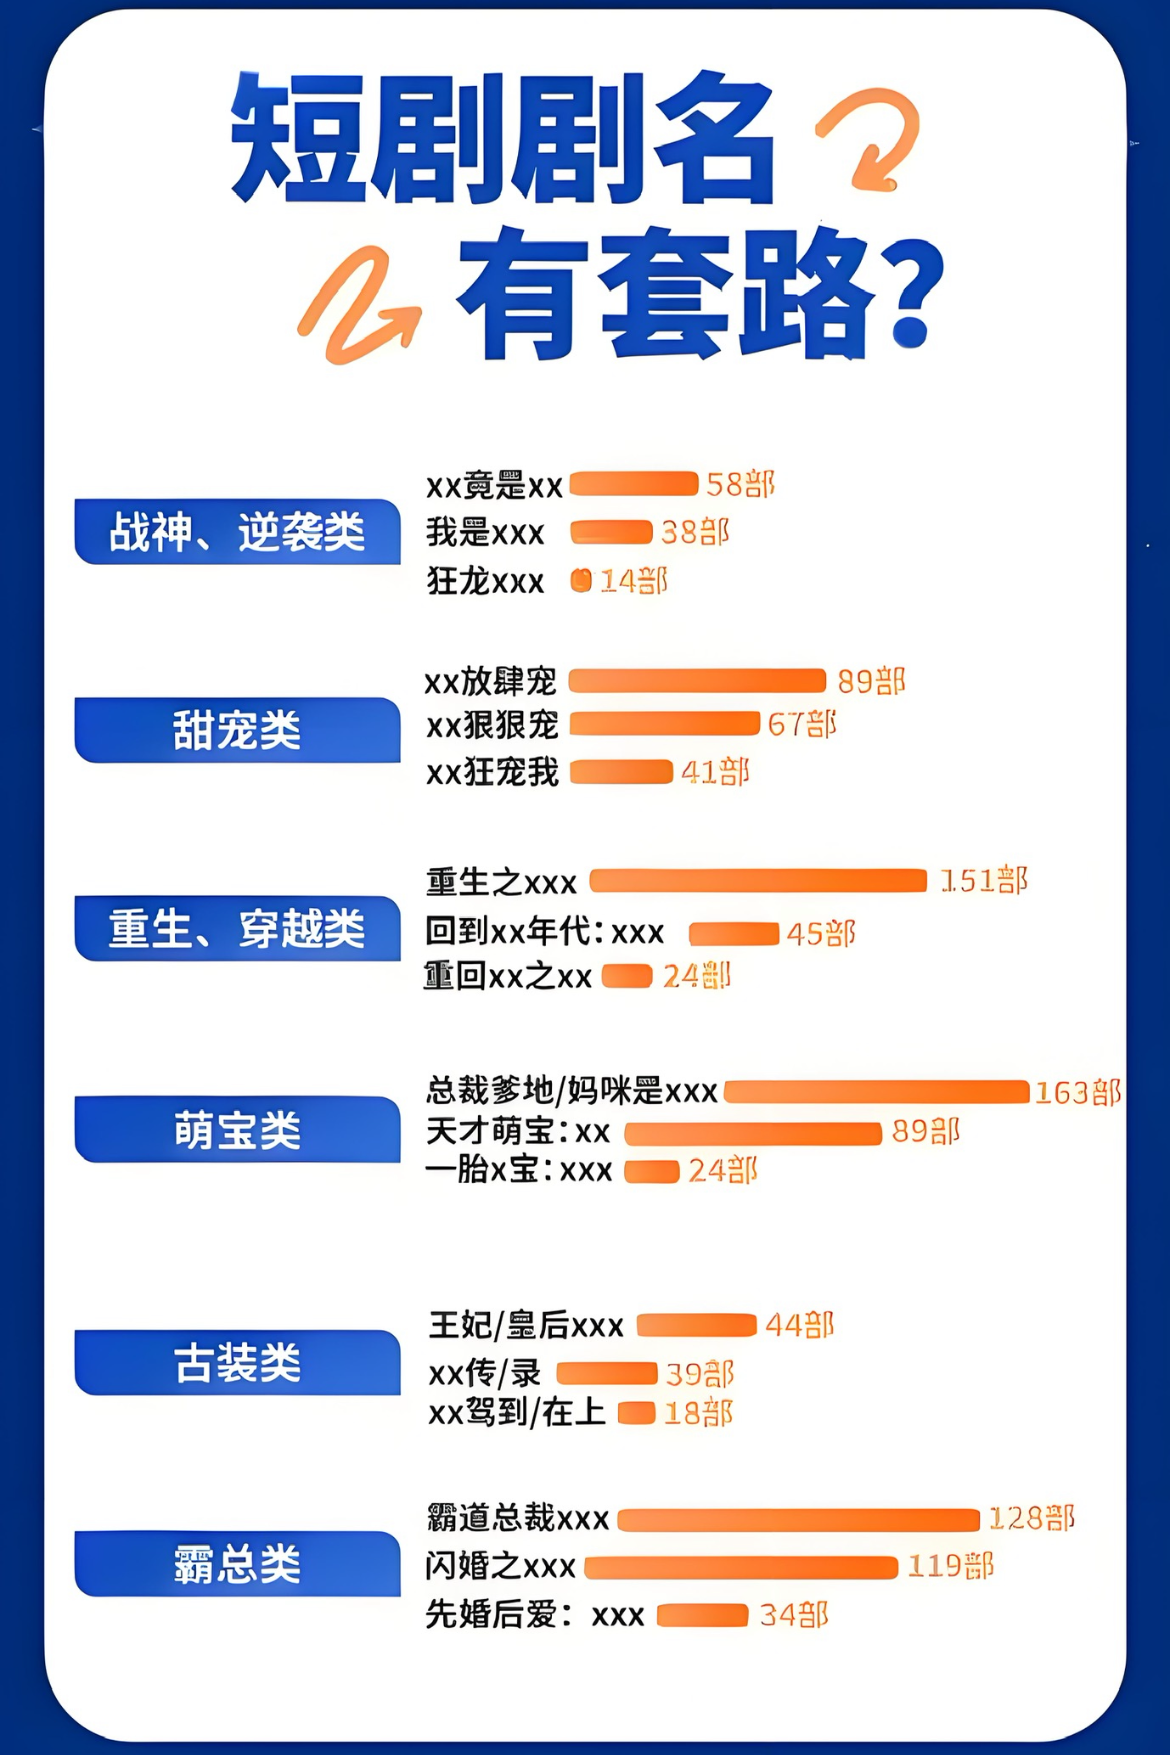 短剧剧名
有套路?
战神、逆袭类
xx竟是xx 58部
我是xxx 38部
狂龙xxx 14部
甜宠类
xx放肆宠 89部
xx狠狠宠 67部
xx狂宠我 41部
重生、穿越类
重生之xxx 151部
回到xx年代:xxx 45部
重回xx之xx 24部
萌宝类
总裁爹地/妈咪是xxx 163部
天才萌宝:xx 89部
一胎x宝:xxx 24部
古装类
王妃/皇后xxx 44部
xx传/录 39部
xx驾到/在上 18部
霸总类
霸道总裁xxx 128部
闪婚之xxx 119部
先婚后爱：xxx 34部